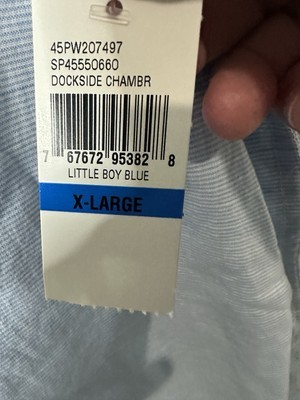 45PW207497
SP45550660
DOCKSIDE CHAMBR
7 67672 95382 8
LITTLE BOY BLUE
X-LARGE